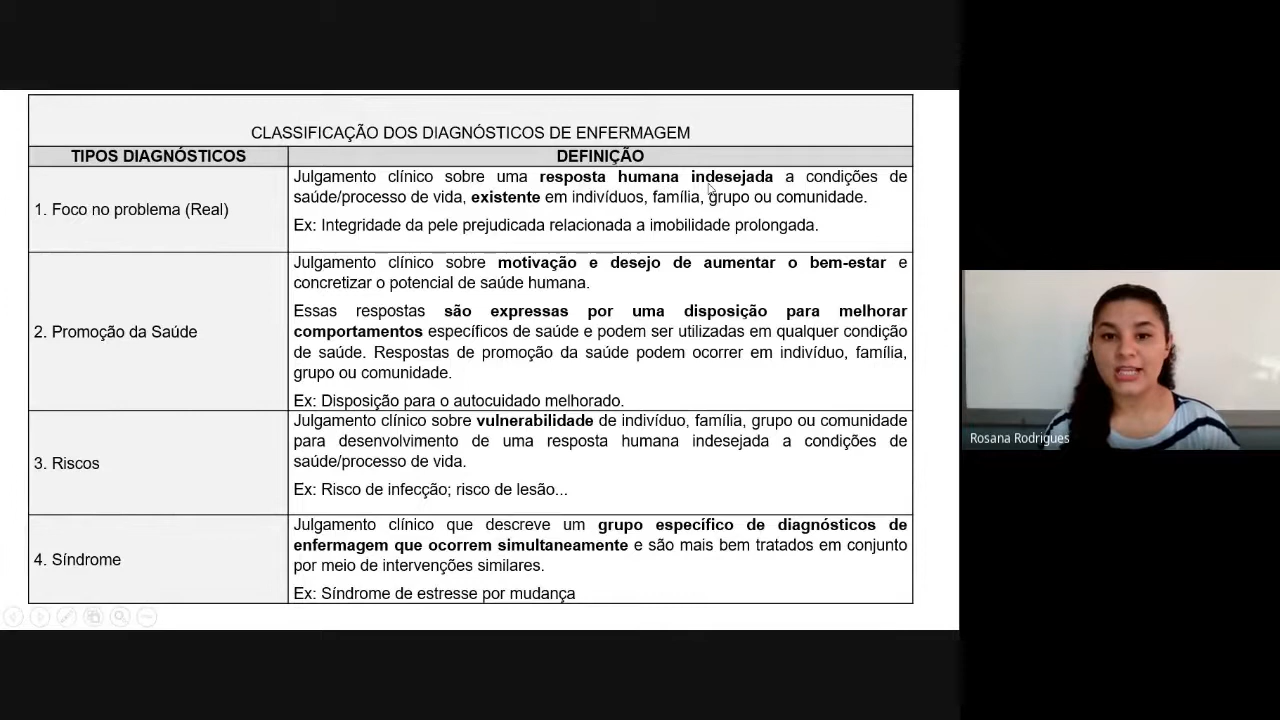 CLASSIFICAÇÃO DOS DIAGNÓSTICOS DE ENFERMAGEM
TIPOS DIAGNÓSTICOS
DEFINIÇÃO
1. Foco no problema (Real)
Julgamento clínico sobre uma resposta humana indesejada a condições de
saúde/processo de vida, existente em indivíduos, família, grupo ou comunidade.
Ex: Integridade da pele prejudicada relacionada a imobilidade prolongada.
2. Promoção da Saúde
Julgamento clínico sobre motivação e desejo de aumentar o bem-estar e
concretizar o potencial de saúde humana.
Essas respostas são expressas por uma disposição para melhorar
comportamentos específicos de saúde e podem ser utilizadas em qualquer condição
de saúde. Respostas de promoção da saúde podem ocorrer em indivíduo, família,
grupo ou comunidade.
Ex: Disposição para o autocuidado melhorado.
3. Riscos
Julgamento clínico sobre vulnerabilidade de indivíduo, família, grupo ou comunidade
para desenvolvimento de uma resposta humana indesejada a condições de
saúde/processo de vida.
Ex: Risco de infecção; risco de lesão...
4. Síndrome
Julgamento clínico que descreve um grupo específico de diagnósticos de
enfermagem que ocorrem simultaneamente e são mais bem tratados em conjunto
por meio de intervenções similares.
Ex: Síndrome de estresse por mudança
Rosana Rodrigues